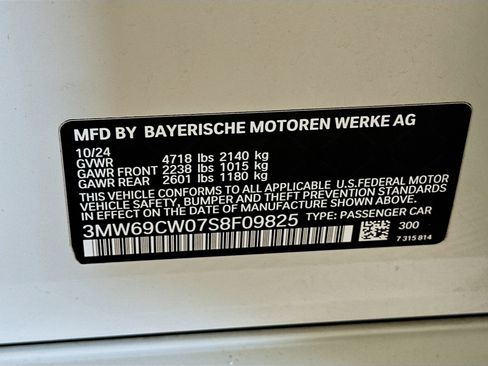 MFD BY BAYERISCHE MOTOREN WERKE AG
10/24
GVWR 4718 lbs 2140 kg
GAWR FRONT 2238 lbs 1015 kg
GAWR REAR 2601 lbs 1180 kg
THIS VEHICLE CONFORMS TO ALL APPLICABLE U.S.FEDERAL MOTOR
VEHICLE SAFETY, BUMPER AND THEFT PREVENTION STANDARDS
IN EFFECT ON THE DATE OF MANUFACTURE SHOWN ABOVE.
3MW69CW07S8F09825 TYPE: PASSENGER CAR
300
7 315 814